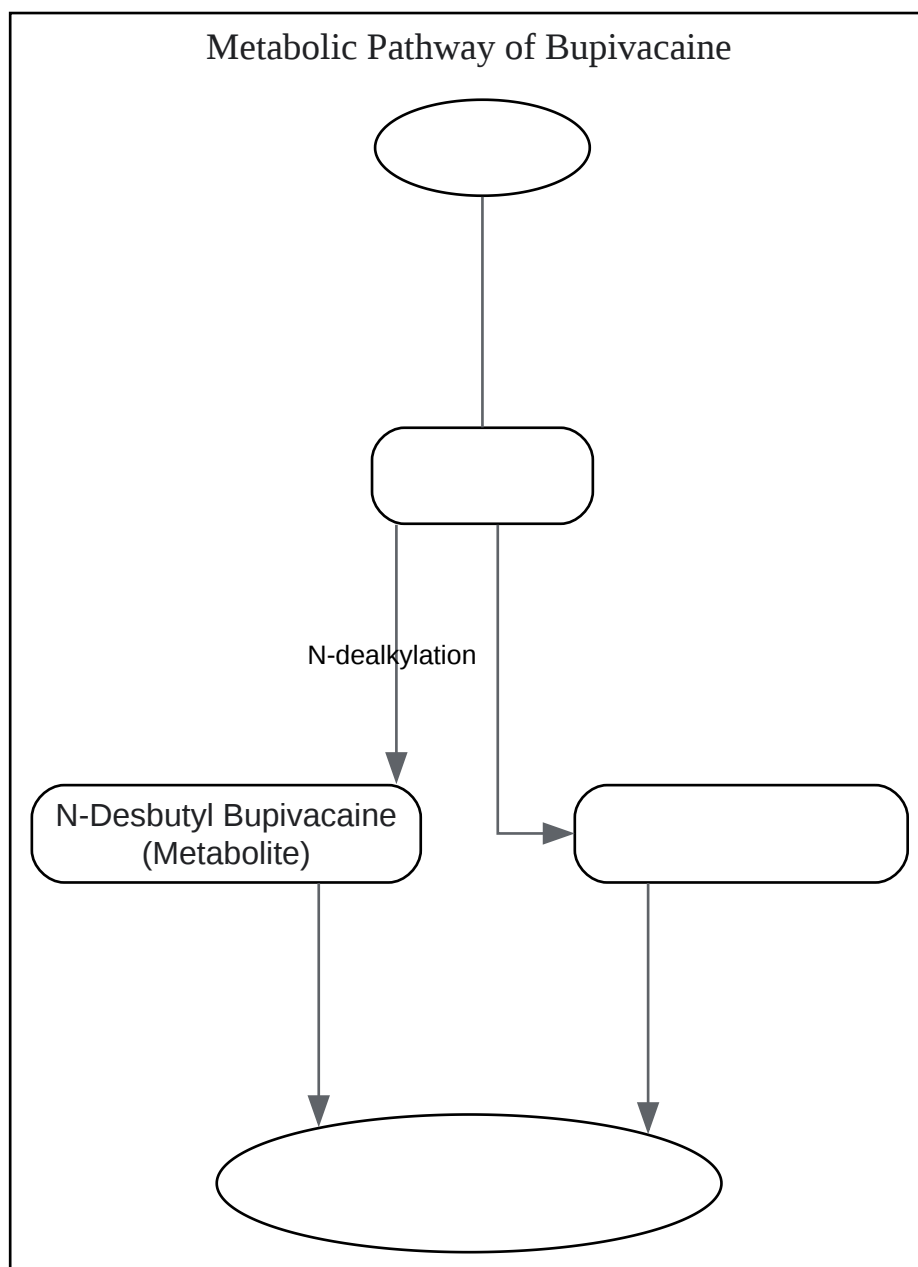 Metabolic Pathway of Bupivacaine
N-dealkylation
N-Desbutyl Bupivacaine
(Metabolite)